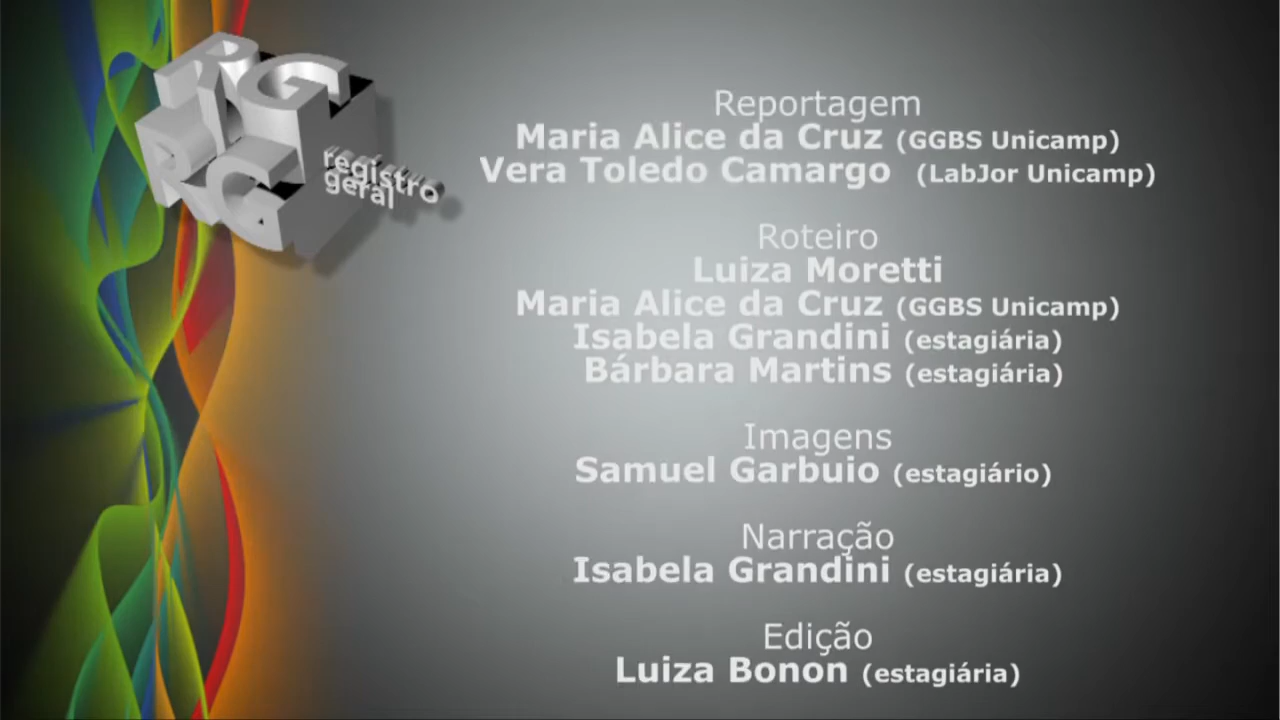 RG
RG
registro
geral
Reportagem
Maria Alice da Cruz (GGBS Unicamp)
Vera Toledo Camargo (LabJor Unicamp)
Roteiro
Luiza Moretti
Maria Alice da Cruz (GGBS Unicamp)
Isabela Grandini (estagiária)
Bárbara Martins (estagiária)
Imagens
Samuel Garbuio (estagiário)
Narração
Isabela Grandini (estagiária)
Edição
Luiza Bonon (estagiária)